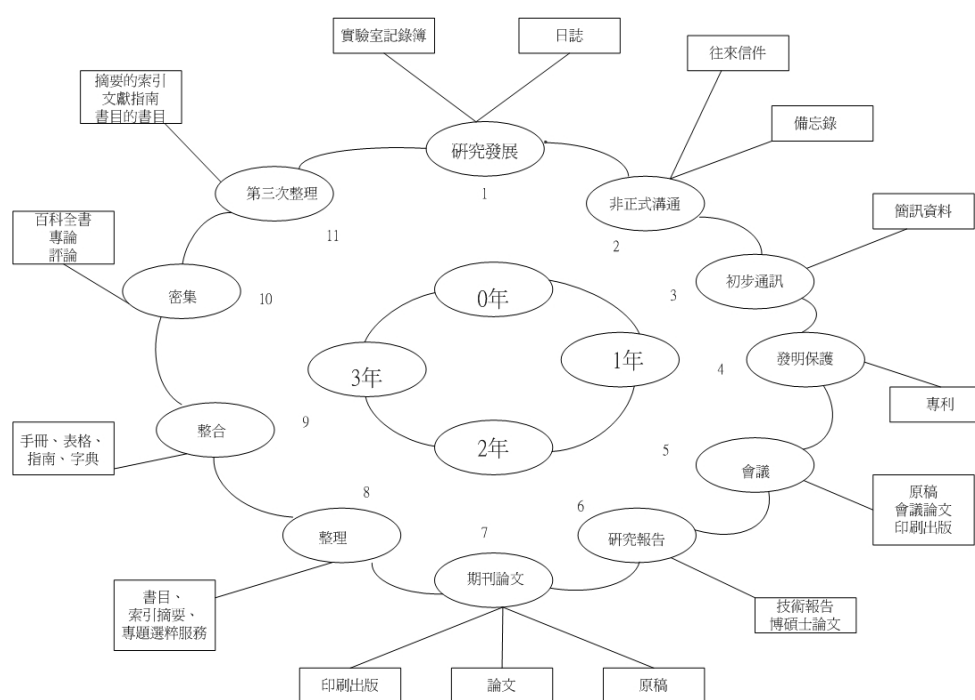 實驗室記錄簿
日誌
往來信件
備忘錄
摘要的索引
文獻指南
書目的書目
研究發展
1
第三次整理
11
非正式溝通
2
簡訊資料
百科全書
專論
評論
密集
10
初步通訊
3
0年
1年
2年
3年
發明保護
4
專利
整合
9
手冊、表格、
指南、字典
會議
5
原稿
會議論文
印刷出版
整理
8
研究報告
6
期刊論文
7
書目、
索引摘要、
專題選粹服務
技術報告
博碩士論文
印刷出版
論文
原稿